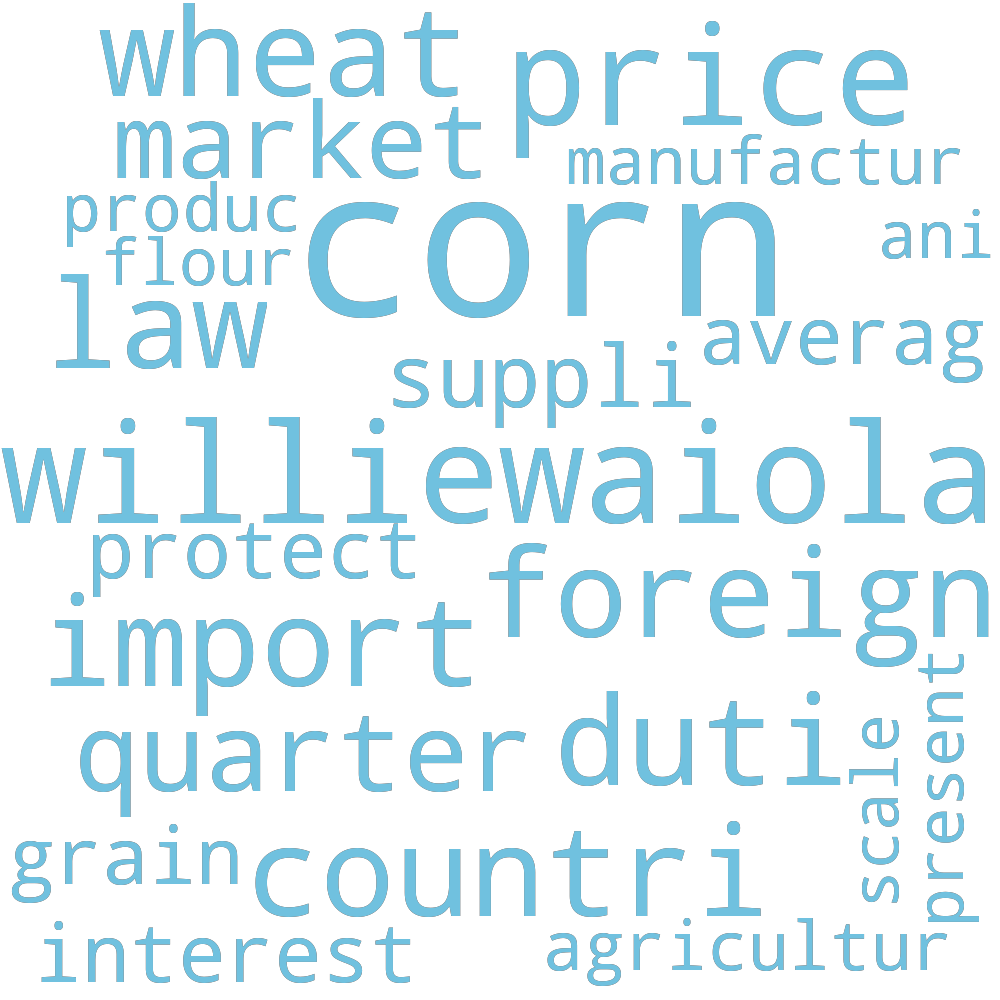 wheat
price
market
manufactur
produc
corn
ani
flour
law
averag
suppli
williewaiola
protect
foreign
import
present
quarter
duti
scale
grain
countri
interest
agricultur